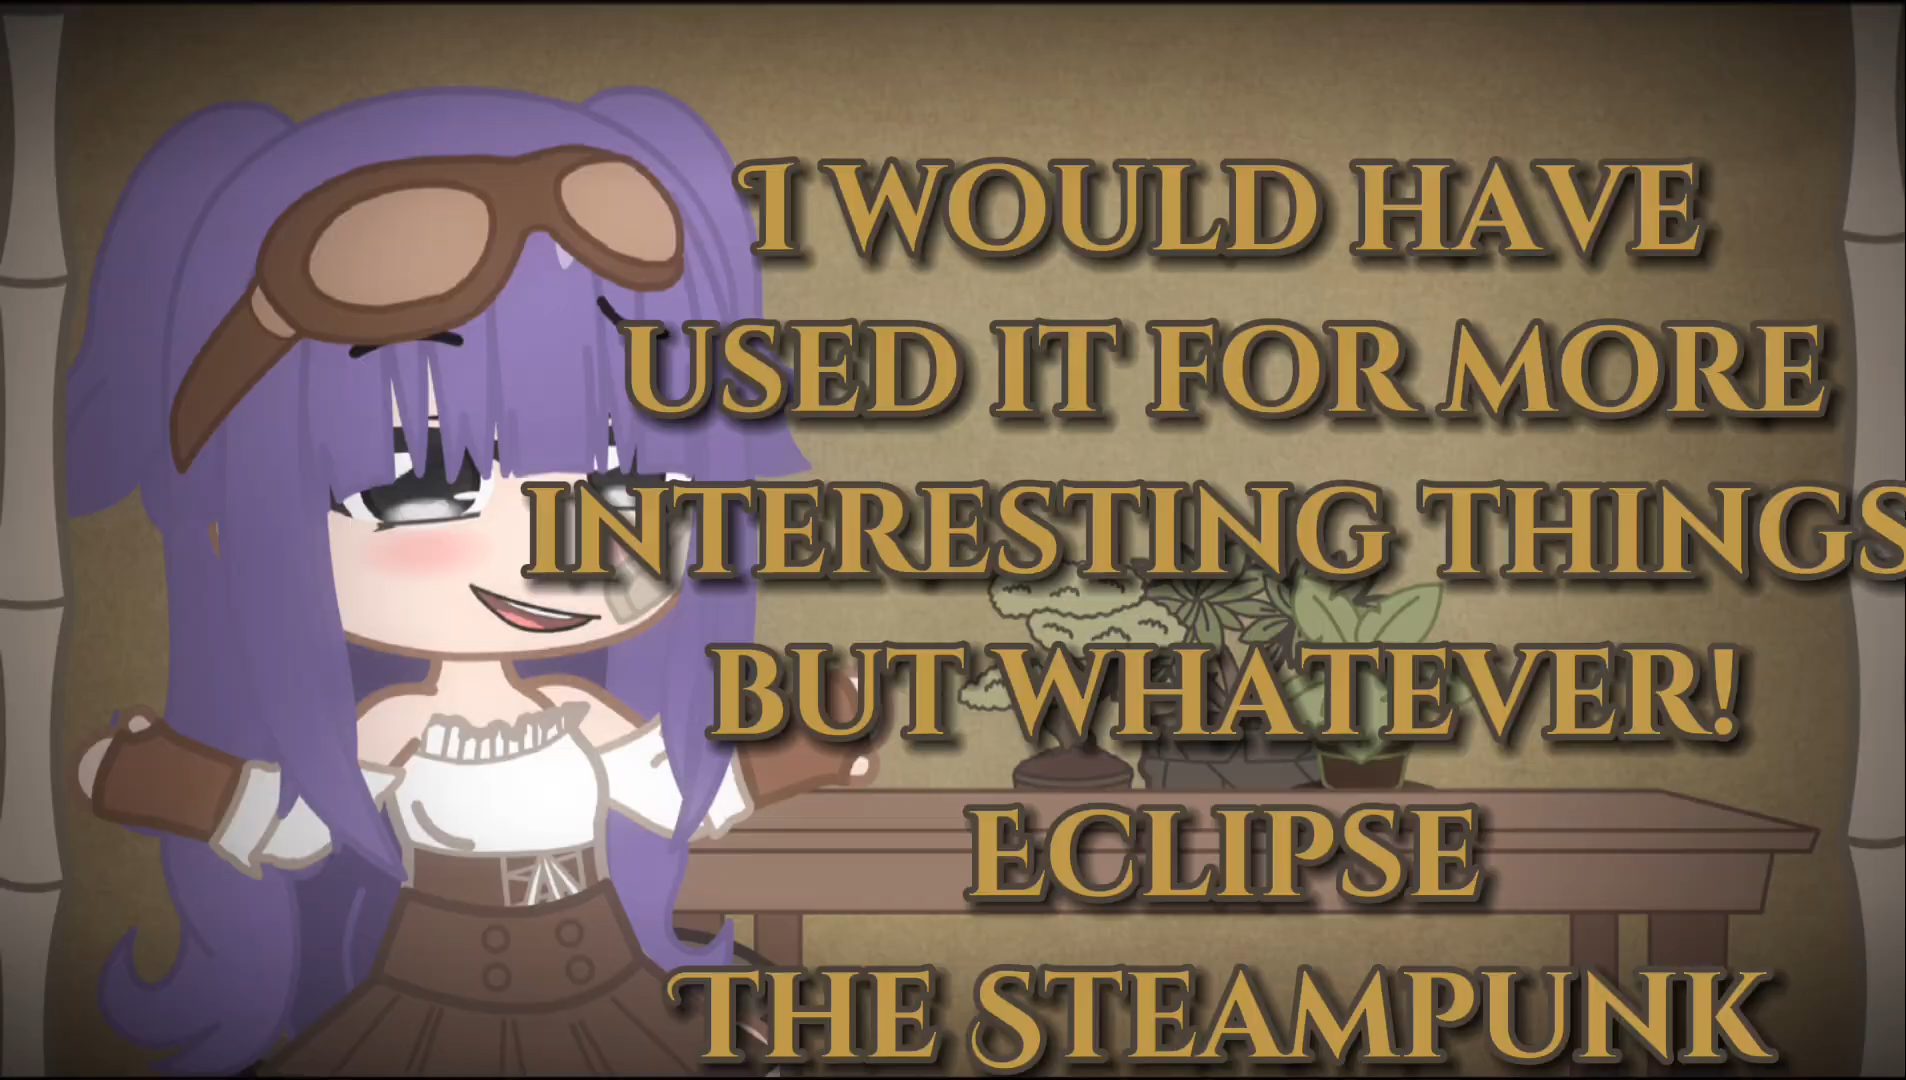 I would have
used it for more
interesting things
but whatever!
Eclipse
The Steampunk